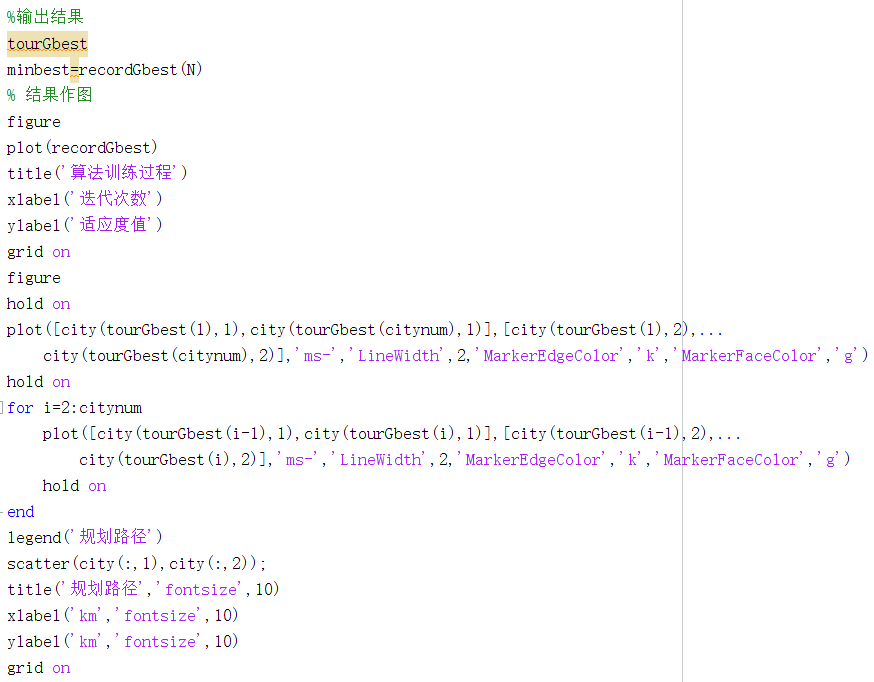 %输出结果
tourGbest
minbest=recordGbest(N)
% 结果作图
figure
plot(recordGbest)
title('算法训练过程')
xlabel('迭代次数')
ylabel('适应度值')
grid on
figure
hold on
plot([city(tourGbest(1),1),city(tourGbest(citynum),1)],[city(tourGbest(1),2),...
city(tourGbest(citynum),2)],'ms-','LineWidth',2,'MarkerEdgeColor','k','MarkerFaceColor','g')
hold on
for i=2:citynum
plot([city(tourGbest(i-1),1),city(tourGbest(i),1)],[city(tourGbest(i-1),2),...
city(tourGbest(i),2)],'ms-','LineWidth',2,'MarkerEdgeColor','k','MarkerFaceColor','g')
hold on
end
legend('规划路径')
scatter(city(:,1),city(:,2));
title('规划路径','fontsize',10)
xlabel('km','fontsize',10)
ylabel('km','fontsize',10)
grid on